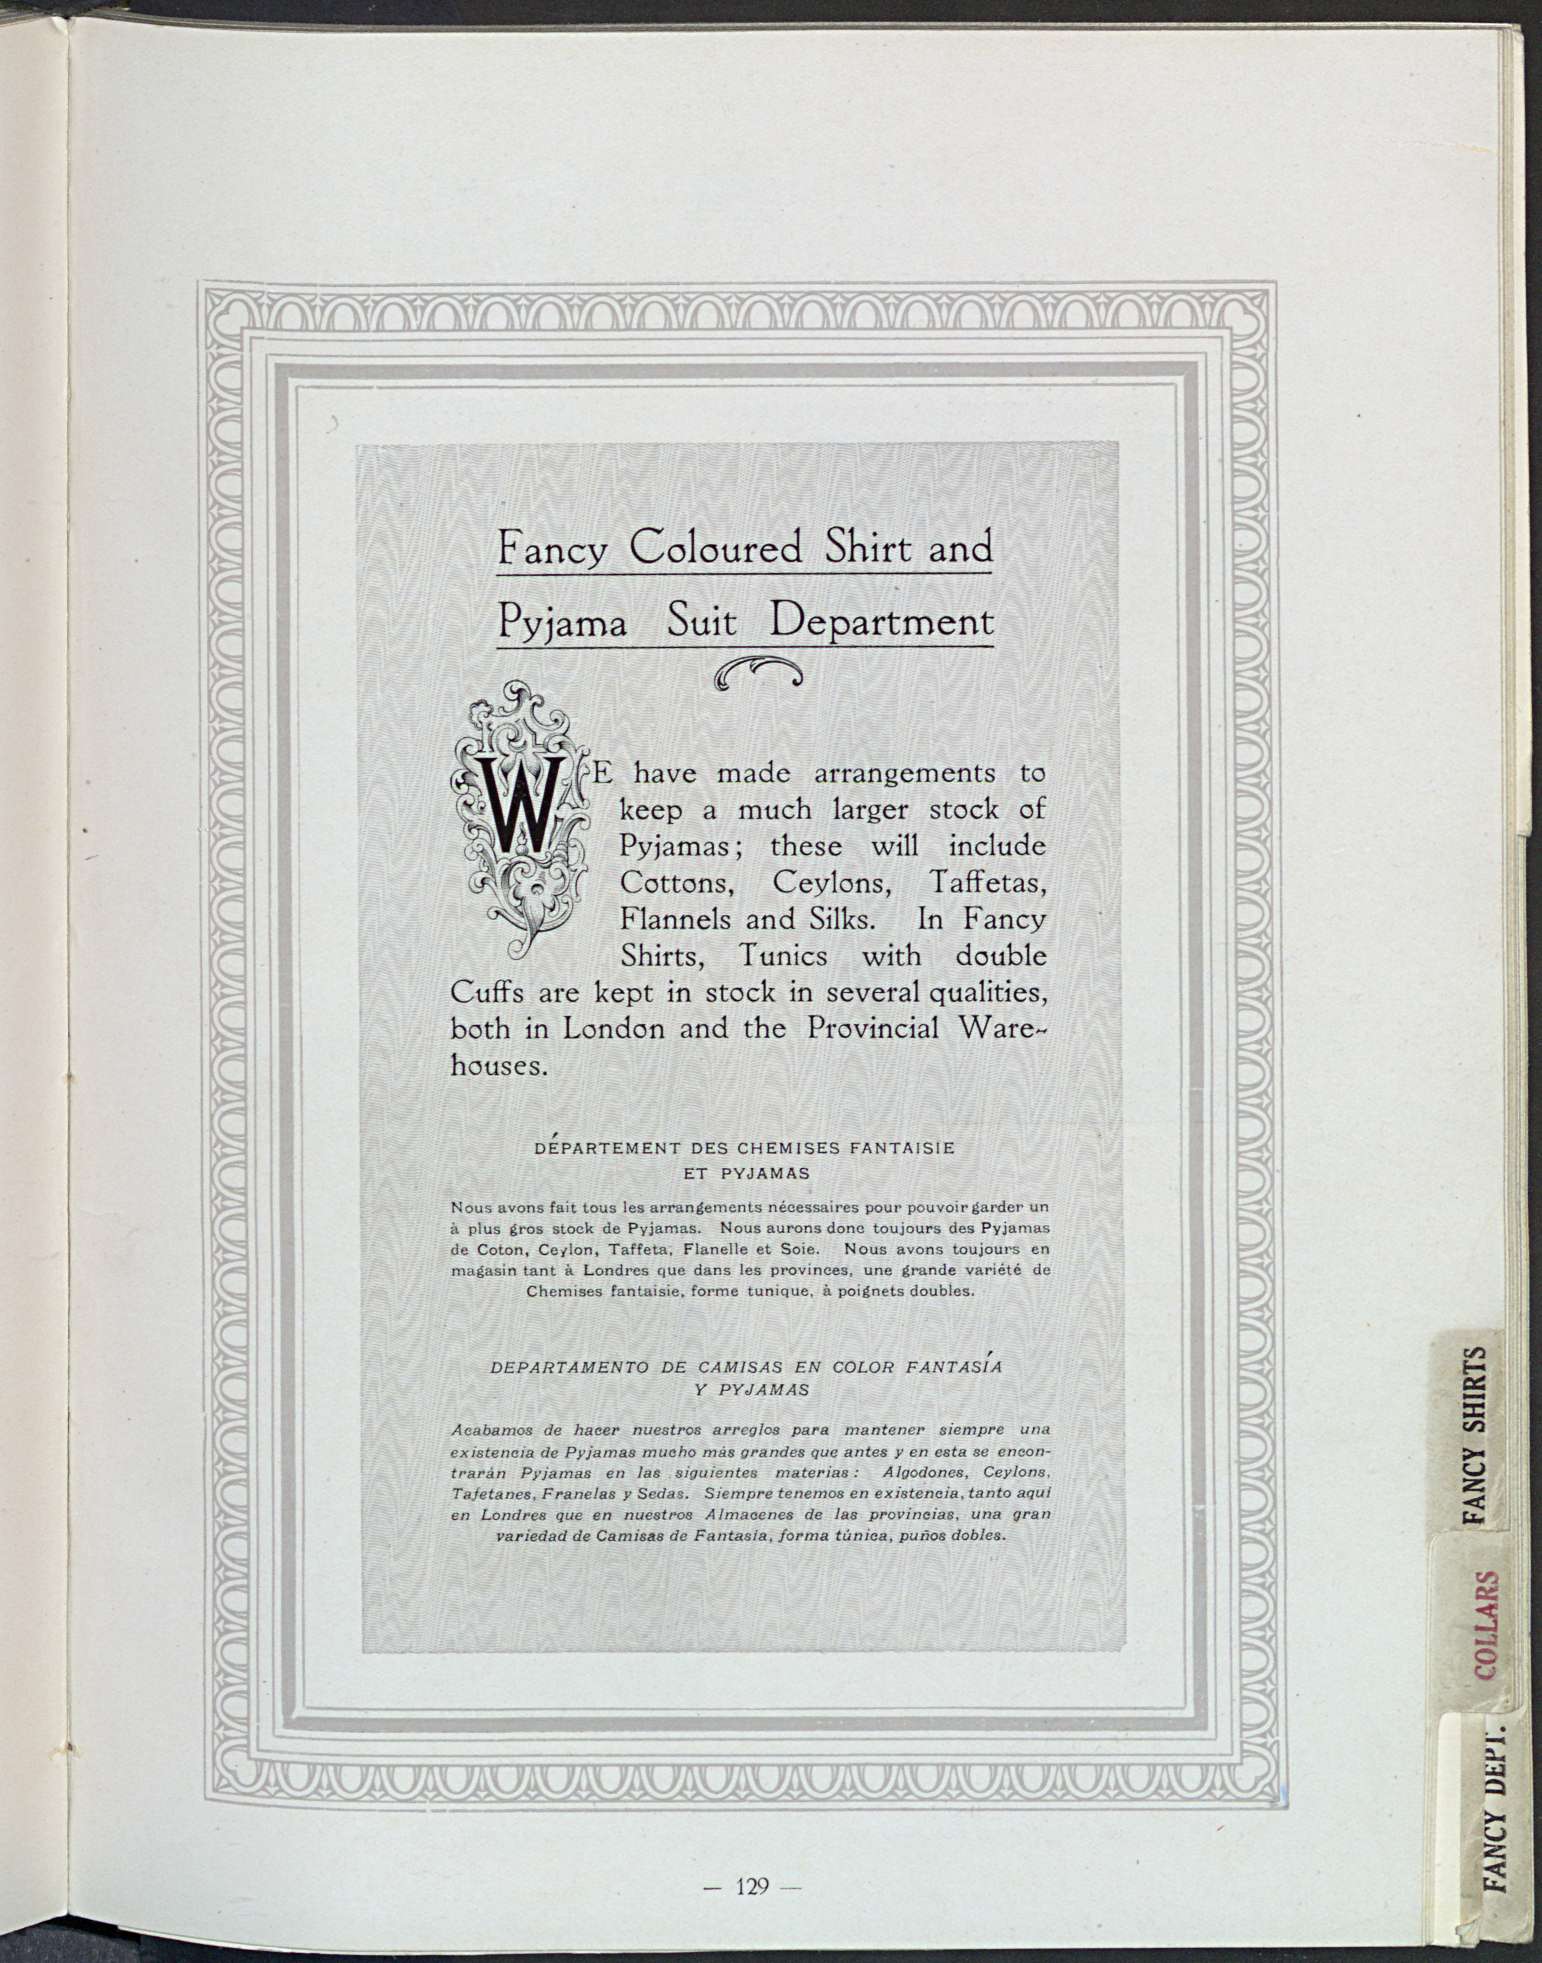 Fancy Coloured Shirt and
Pyjama Suit Department
WE have made arrangements to
keep a much larger stock of
Pyjamas; these will include
Cottons, Ceylons, Taffetas,
Flannels and Silks. In Fancy
Shirts, Tunics with double
Cuffs are kept in stock in several qualities,
both in London and the Provincial Ware-
houses.
DÉPARTEMENT DES CHEMISES FANTAISIE
ET PYJAMAS
Nous avons fait tous les arrangements nécessaires pour pouvoir garder un
à plus gros stock de Pyjamas. Nous aurons donc toujours des Pyjamas
de Coton, Ceylon, Taffeta, Flanelle et Soie. Nous avons toujours en
magasin tant à Londres que dans les provinces, une grande variété de
Chemises fantaisie, forme tunique, à poignets doubles.
DEPARTAMENTO DE CAMISAS EN COLOR FANTASÍA
Y PYJAMAS
Acabamos de hacer nuestros arreglos para mantener siempre una
existencia de Pyjamas mucho más grandes que antes y en esta se encon-
trarán Pyjamas en las siguientes materias: Algodones, Ceylons,
Tafetanes, Franelas y Sedas. Siempre tenemos en existencia, tanto aquí
en Londres que en nuestros Almacenes de las provincias, una gran
variedad de Camisas de Fantasía, forma túnica, puños dobles.
— 129 —
FANCY SHIRTS
COLLARS
FANCY DEPT.